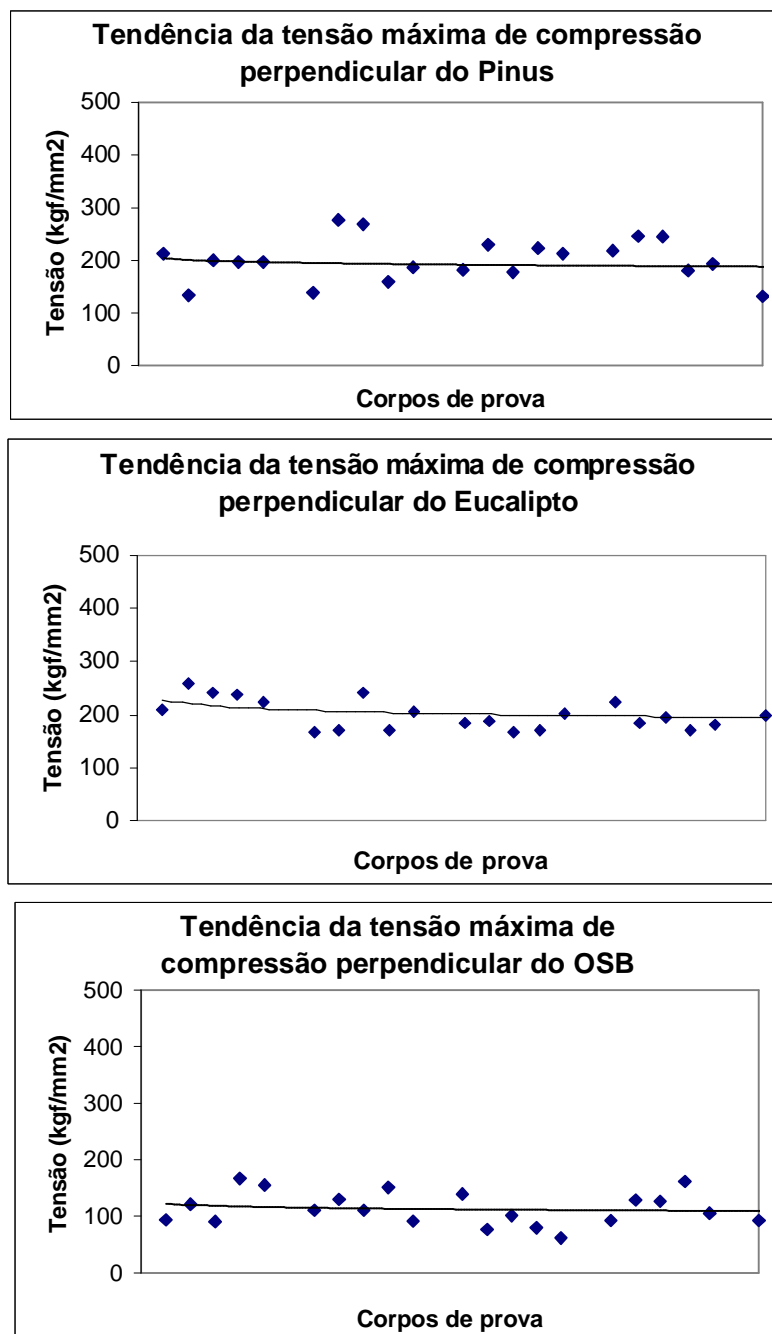 Tendência da tensão máxima de compressão
perpendicular do Pinus
500
400
300
200
100
0
Tensão (kgf/mm2)
Corpos de prova
Tendência da tensão máxima de compressão
perpendicular do Eucalipto
500
400
300
200
100
0
Tensão (kgf/mm2)
Corpos de prova
Tendência da tensão máxima de
compressão perpendicular do OSB
500
400
300
200
100
0
Tensão (kgf/mm2)
Corpos de prova